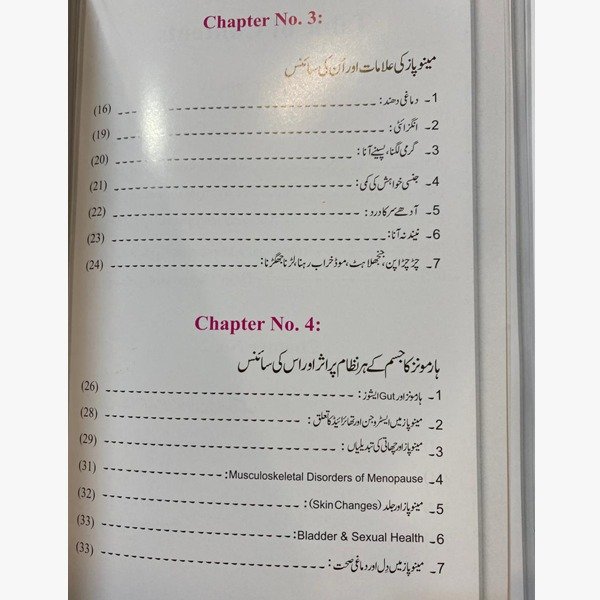 Chapter No. 3:
مینوپاز کی علامات اور اُن کی سائنس
1۔ دماغی دھند: (16)
2۔ انگزائٹی: (19)
3۔ گرمی لگنا، پسینے آنا: (20)
4۔ جنسی خواہش کی کمی: (21)
5۔ آدھے سر کا درد: (22)
6۔ نیند نہ آنا: (23)
7۔ چڑچڑاپن، جھنجھلاہٹ، موڈ خراب رہنا، لڑنا جھگڑنا: (24)
Chapter No. 4:
ہارمونز کا جسم کے ہر نظام پر اثر اور اس کی سائنس
1۔ ہارمونز اور Gut ایشوز: (26)
2۔ مینوپاز میں ایسٹروجن اور تھائرائیڈ کا تعلق: (28)
3۔ مینوپاز اور چھاتی کی تبدیلیاں (29)
4۔ Musculoskeletal Disorders of Menopause: (31)
5۔ مینوپاز اور جلد (Skin Changes): (32)
6۔ Bladder & Sexual Health: (33)
7۔ مینوپاز میں دل اور دماغی صحت: (33)